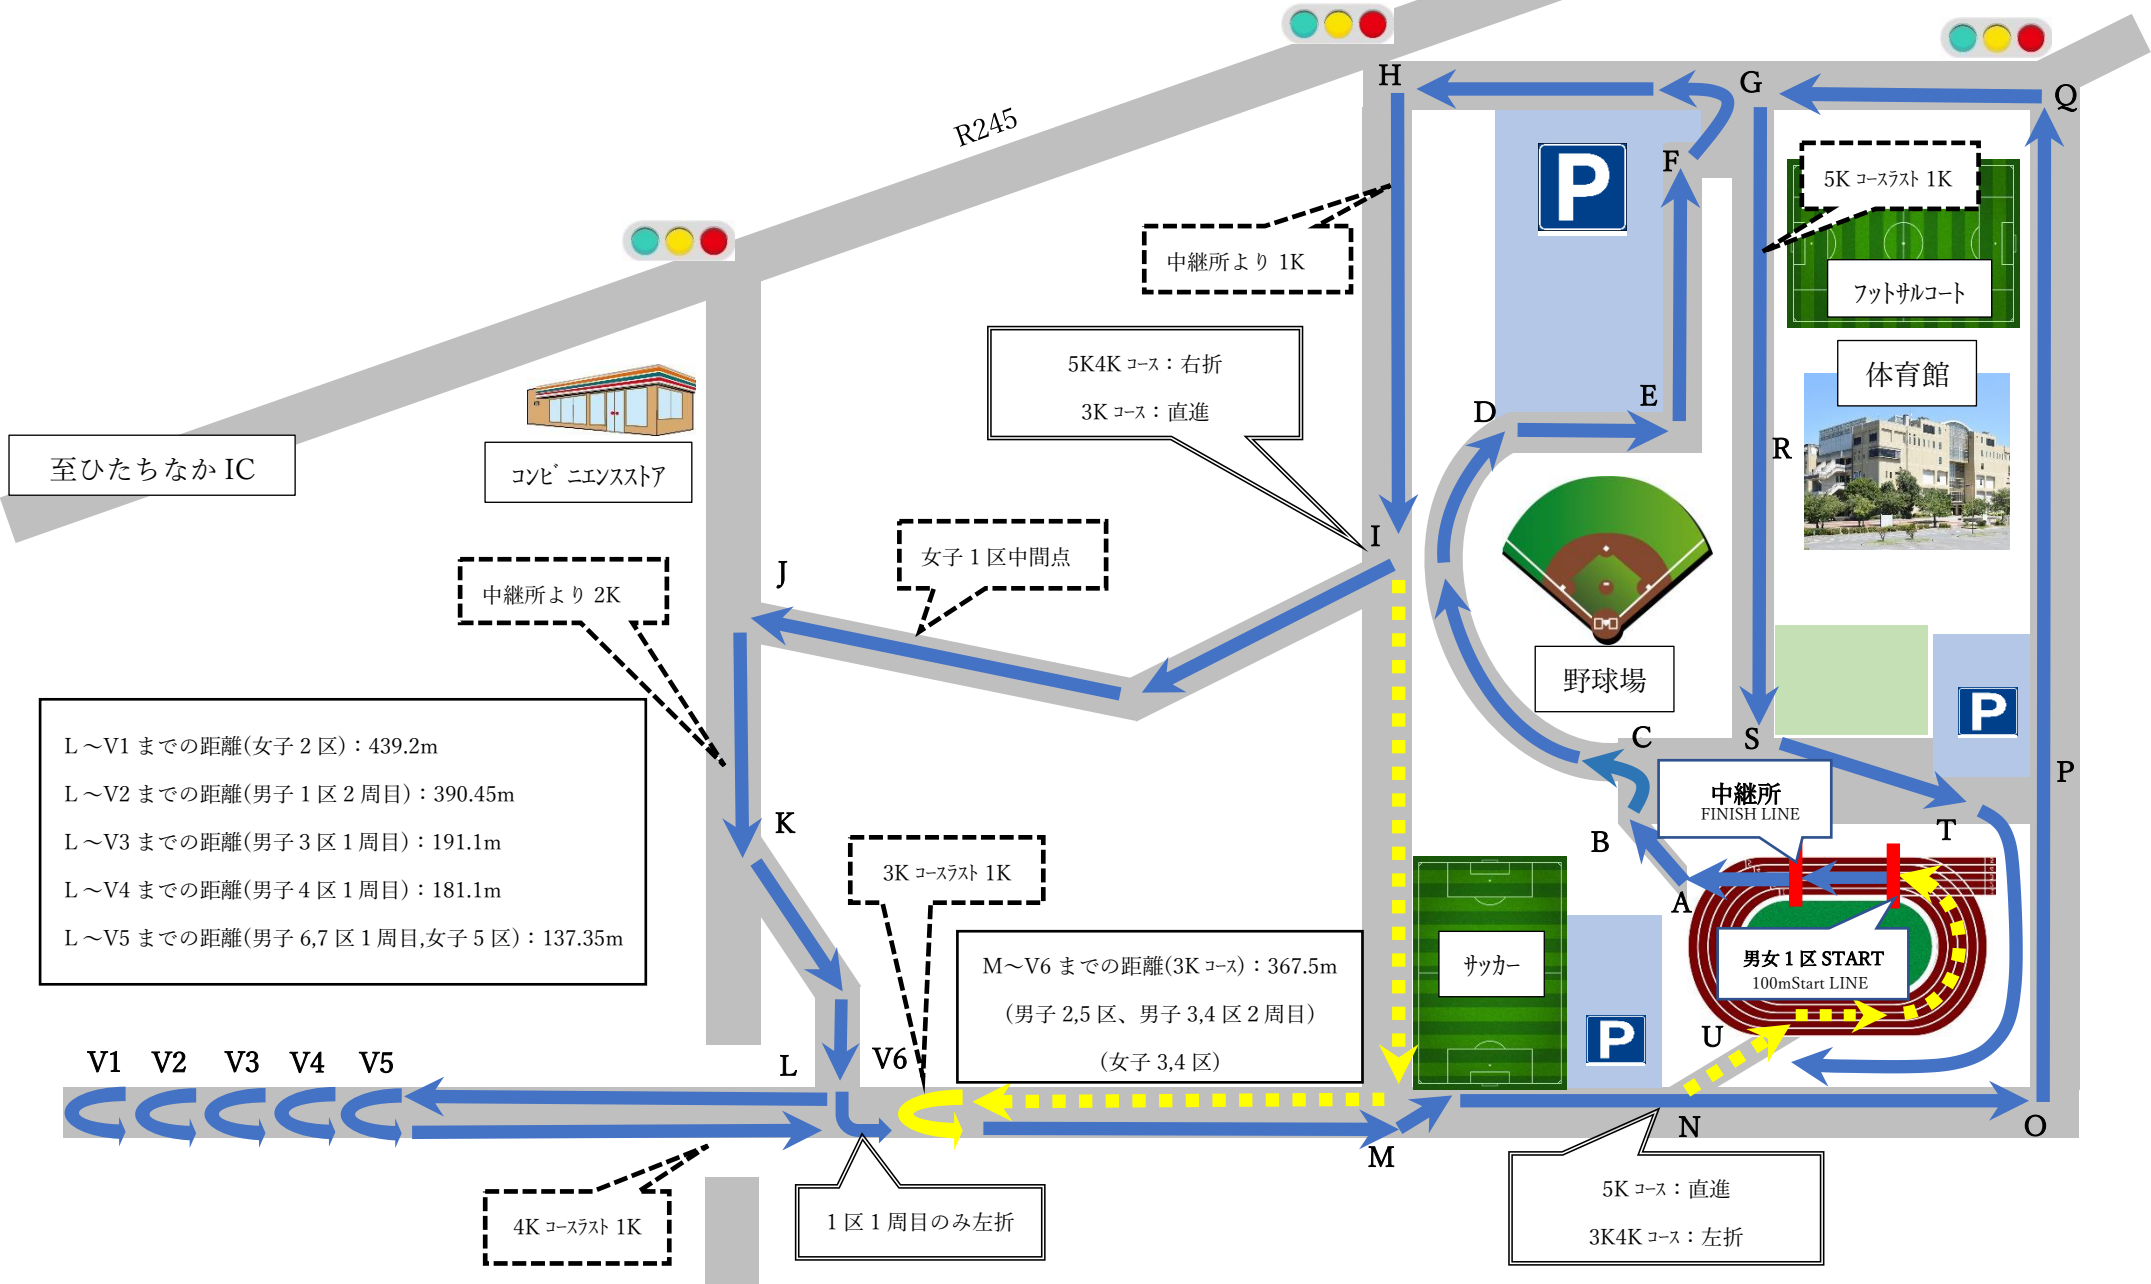 H
G
Q
R245
F
P
5K コースラスト 1K
フットサルコート
中継所より 1K
5K4K コース：右折
3K コース：直進
体育館
D
E
R
至ひたちなか IC
コンビニエンスストア
I
J
女子 1 区中間点
中継所より 2K
野球場
C
S
P
P
L～V1 までの距離(女子 2 区)：439.2m
L～V2 までの距離(男子 1 区 2 周目)：390.45m
L～V3 までの距離(男子 3 区 1 周目)：191.1m
L～V4 までの距離(男子 4 区 1 周目)：181.1m
L～V5 までの距離(男子 6,7 区 1 周目,女子 5 区)：137.35m
K
中継所
FINISH LINE
T
B
A
3K コースラスト 1K
M～V6 までの距離(3K コース)：367.5m
(男子 2,5 区、男子 3,4 区 2 周目)
(女子 3,4 区)
サッカー
男女 1 区 START
100mStart LINE
P
U
V1
V2
V3
V4
V5
L
V6
M
N
O
4K コースラスト 1K
1 区 1 周目のみ左折
5K コース：直進
3K4K コース：左折